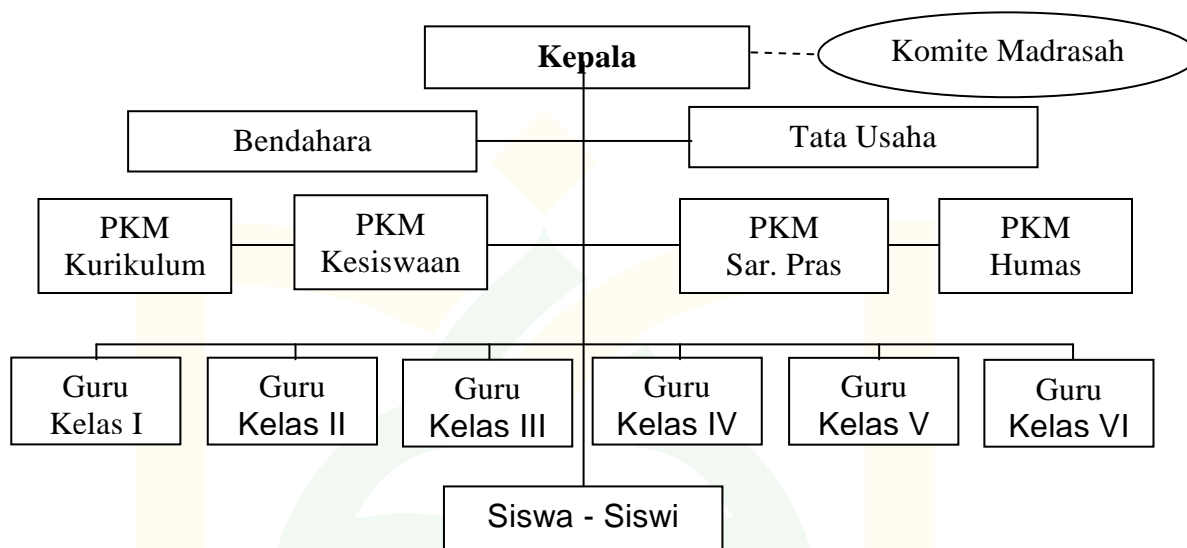 Kepala
Komite Madrasah
Bendahara
Tata Usaha
PKM
Kurikulum
PKM
Kesiswaan
PKM
Sar. Pras
PKM
Humas
Guru
Kelas I
Guru
Kelas II
Guru
Kelas III
Guru
Kelas IV
Guru
Kelas V
Guru
Kelas VI
Siswa - Siswi